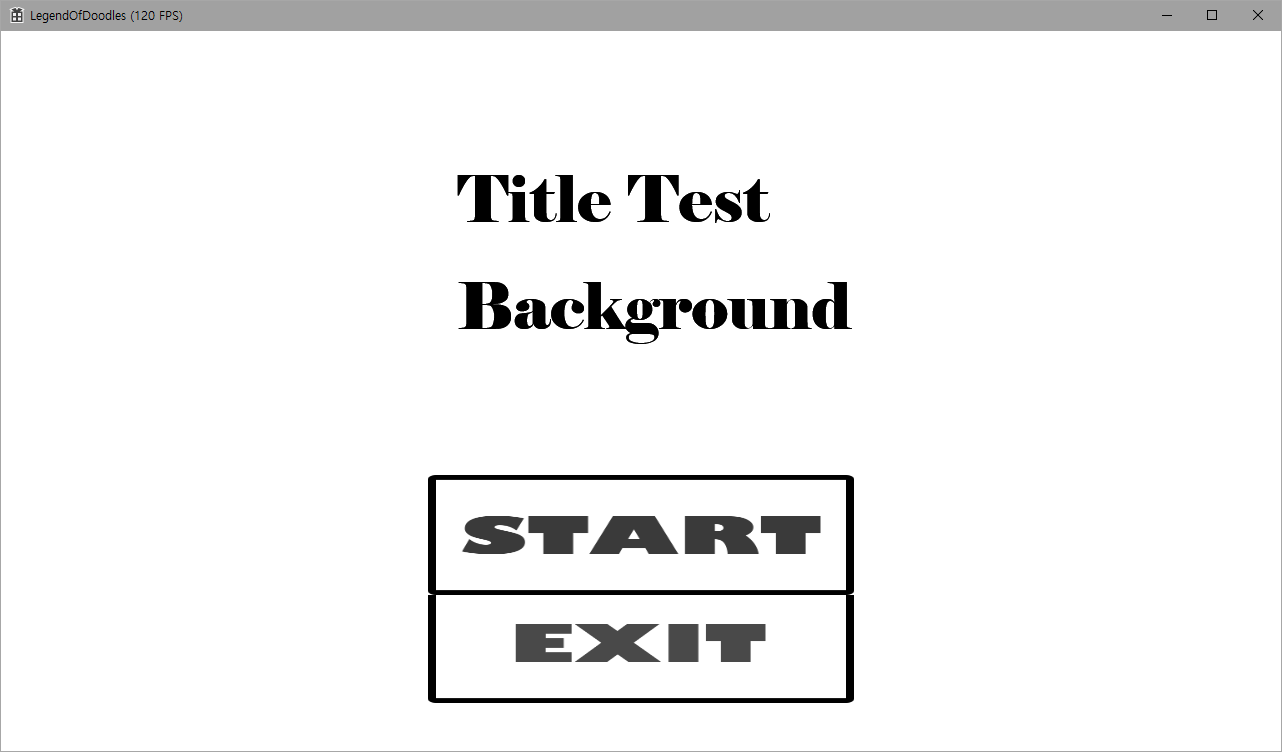 LegendOfDoodles (120 FPS)
Title Test
Background
START
EXIT